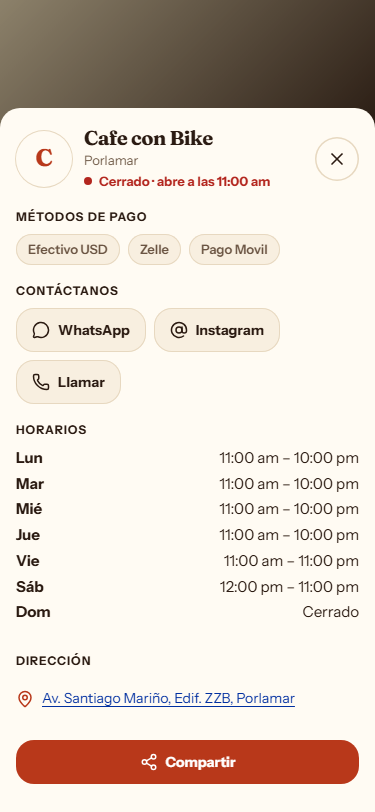 C
Cafe con Bike
Porlamar
Cerrado · abre a las 11:00 am
MÉTODOS DE PAGO
Efectivo USD
Zelle
Pago Movil
CONTÁCTANOS
WhatsApp
Instagram
Llamar
HORARIOS
Lun 11:00 am – 10:00 pm
Mar 11:00 am – 10:00 pm
Mié 11:00 am – 10:00 pm
Jue 11:00 am – 10:00 pm
Vie 11:00 am – 10:00 pm
Sáb 12:00 pm – 11:00 pm
Dom Cerrado
DIRECCIÓN
Av. Santiago Mariño, Edif. ZZB, Porlamar
Compartir